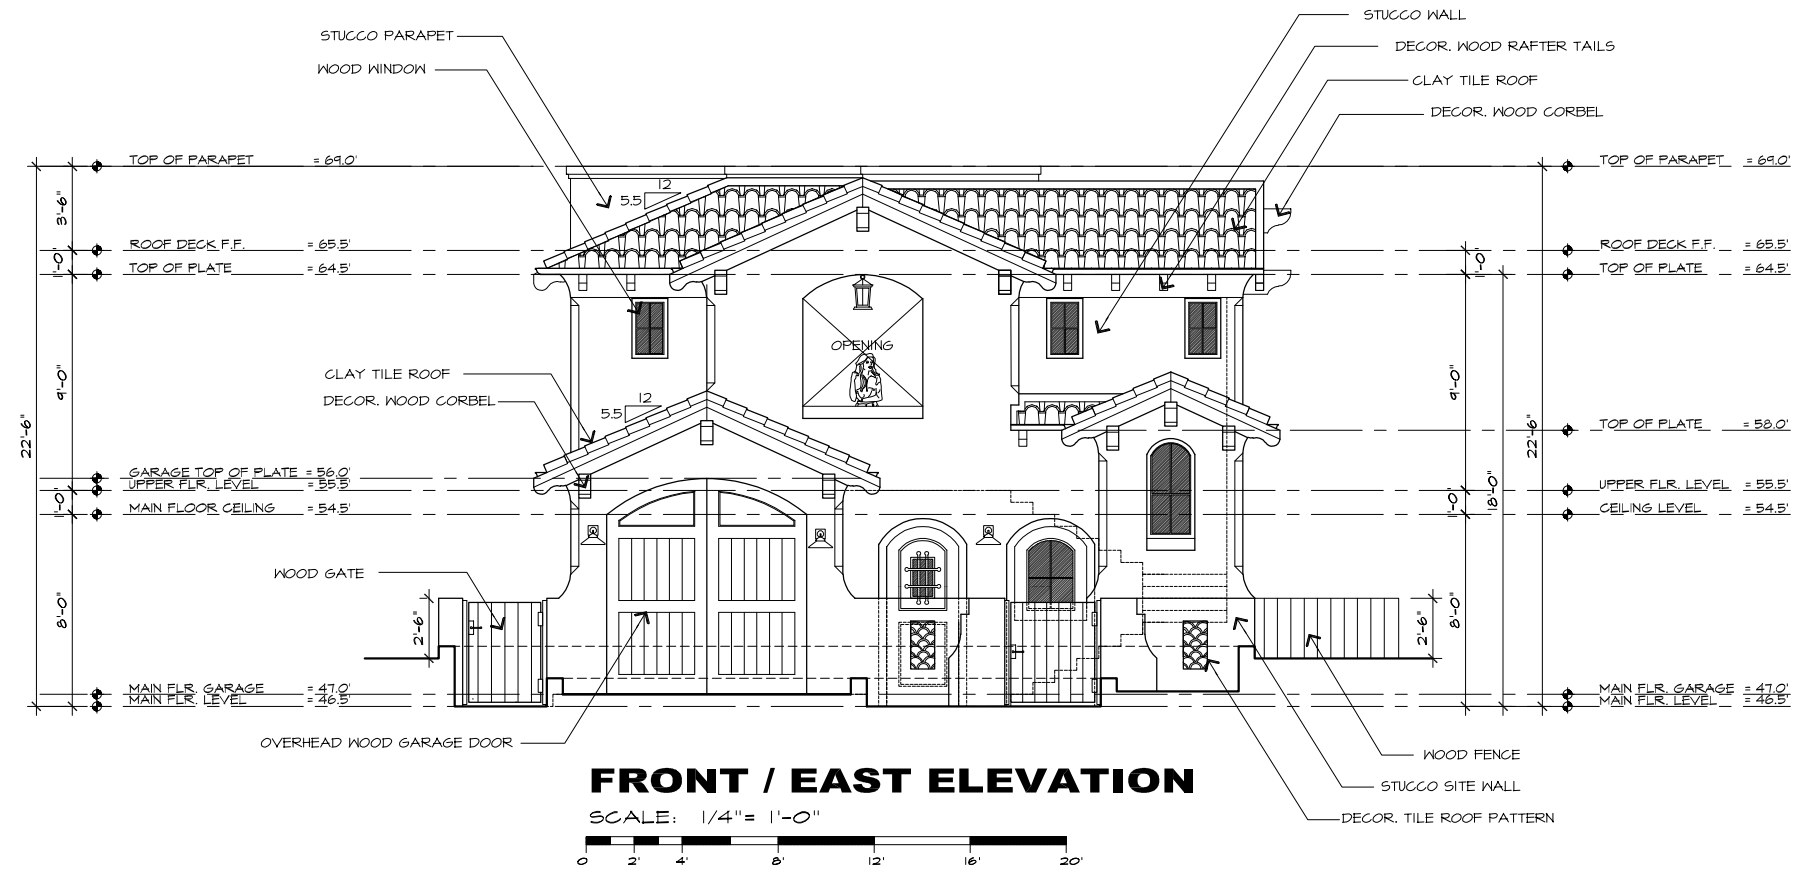 STUCCO PARAPET
WOOD WINDOW
STUCCO WALL
DECOR. WOOD RAFTER TAILS
CLAY TILE ROOF
DECOR. WOOD CORBEL
TOP OF PARAPET = 69.0'
TOP OF PARAPET = 69.0'
3'-6"
12
5.5
ROOF DECK F.F. = 65.5'
ROOF DECK F.F. = 65.5'
1'-0"
1'-0"
TOP OF PLATE = 64.5'
TOP OF PLATE = 64.5'
OPENING
CLAY TILE ROOF
DECOR. WOOD CORBEL
12
5.5
9'-0"
9'-0"
22'-6"
22'-6"
TOP OF PLATE = 58.0'
GARAGE TOP OF PLATE = 56.0'
UPPER FLR. LEVEL = 55.5'
UPPER FLR. LEVEL = 55.5'
1'-0"
1'-0"
18'-0"
MAIN FLOOR CEILING = 54.5'
CEILING LEVEL = 54.5'
WOOD GATE
8'-0"
2'-6"
2'-6"
8'-0"
MAIN FLR. GARAGE = 47.0'
MAIN FLR. LEVEL = 46.5'
MAIN FLR. GARAGE = 47.0'
MAIN FLR. LEVEL = 46.5'
OVERHEAD WOOD GARAGE DOOR
WOOD FENCE
STUCCO SITE WALL
DECOR. TILE ROOF PATTERN
FRONT / EAST ELEVATION
SCALE: 1/4"= 1'-0"
0 2' 4' 8' 12' 16' 20'